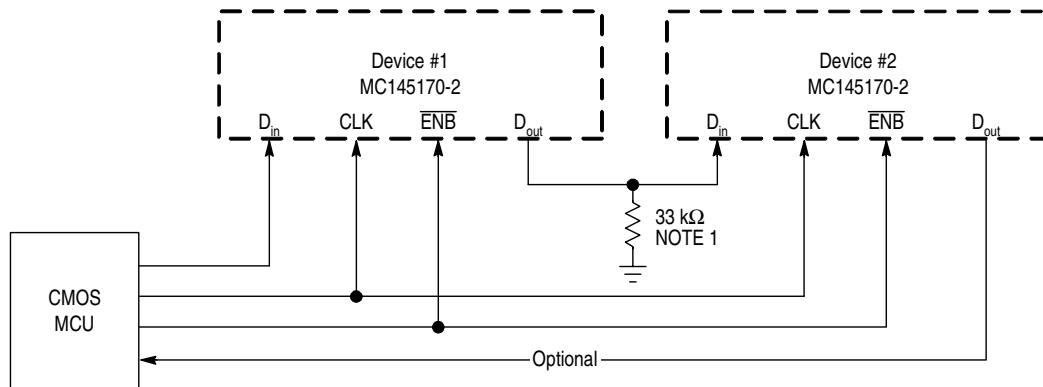 Device #1
MC145170-2
D_in CLK ENB D_out
Device #2
MC145170-2
D_in CLK ENB D_out
33 kΩ
NOTE 1
CMOS
MCU
Optional